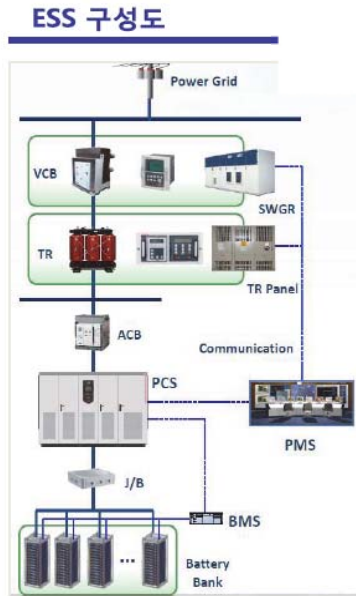 ESS 구성도
Power Grid
VCB
SWGR
TR
TR Panel
ACB
Communication
PCS
PMS
J/B
BMS
Battery
Bank